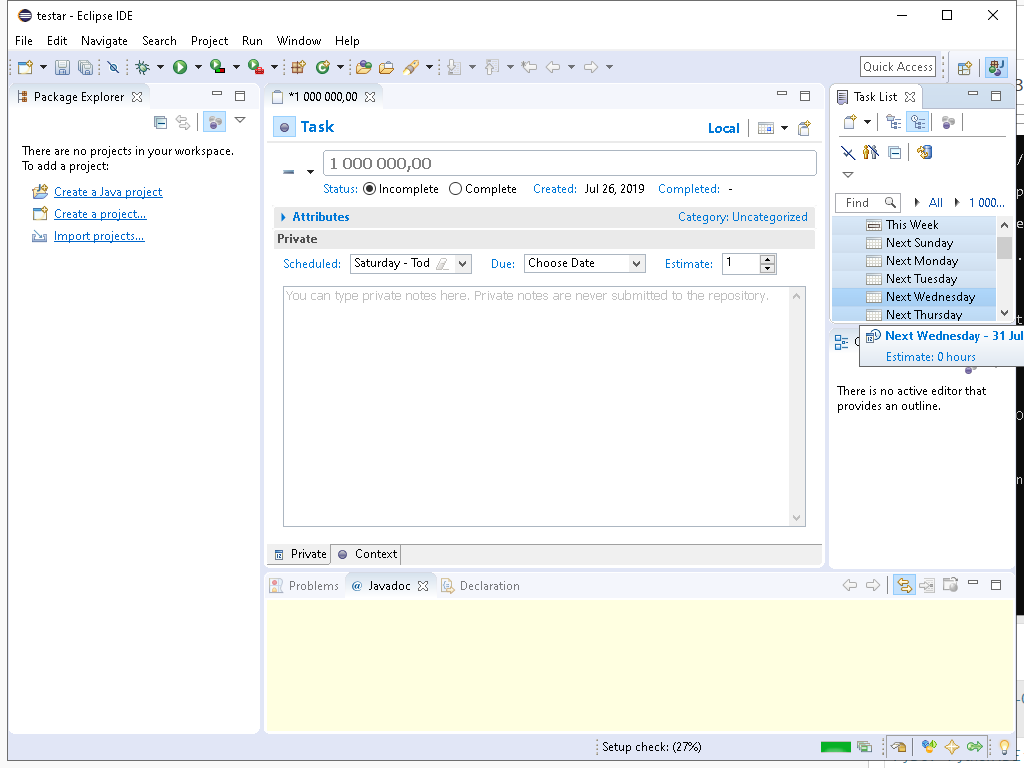 testar - Eclipse IDE
File Edit Navigate Search Project Run Window Help
Quick Access
Package Explorer
There are no projects in your workspace.
To add a project:
Create a Java project
Create a project...
Import projects...
*1 000 000,00
Task
Local
1 000 000,00
Status: Incomplete Complete Created: Jul 26, 2019 Completed: -
Attributes
Category: Uncategorized
Private
Scheduled: Saturday - Tod Due: Choose Date Estimate: 1
You can type private notes here. Private notes are never submitted to the repository.
Private Context
Task List
Find All 1 000...
This Week
Next Sunday
Next Monday
Next Tuesday
Next Wednesday
Next Thursday
Next Wednesday - 31 Jul
Estimate: 0 hours
There is no active editor that
provides an outline.
Problems @ Javadoc Declaration
Setup check: (27%)